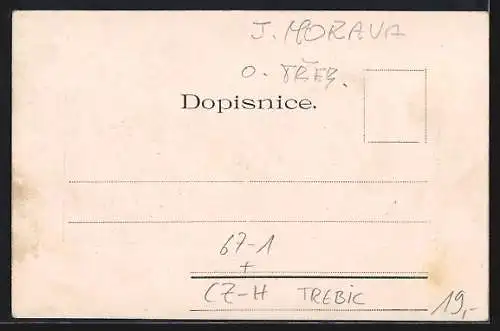 J. MORAVA
O. TŘEB.
Dopisnice.
67-1
+
CZ-H TREBIC
19,-